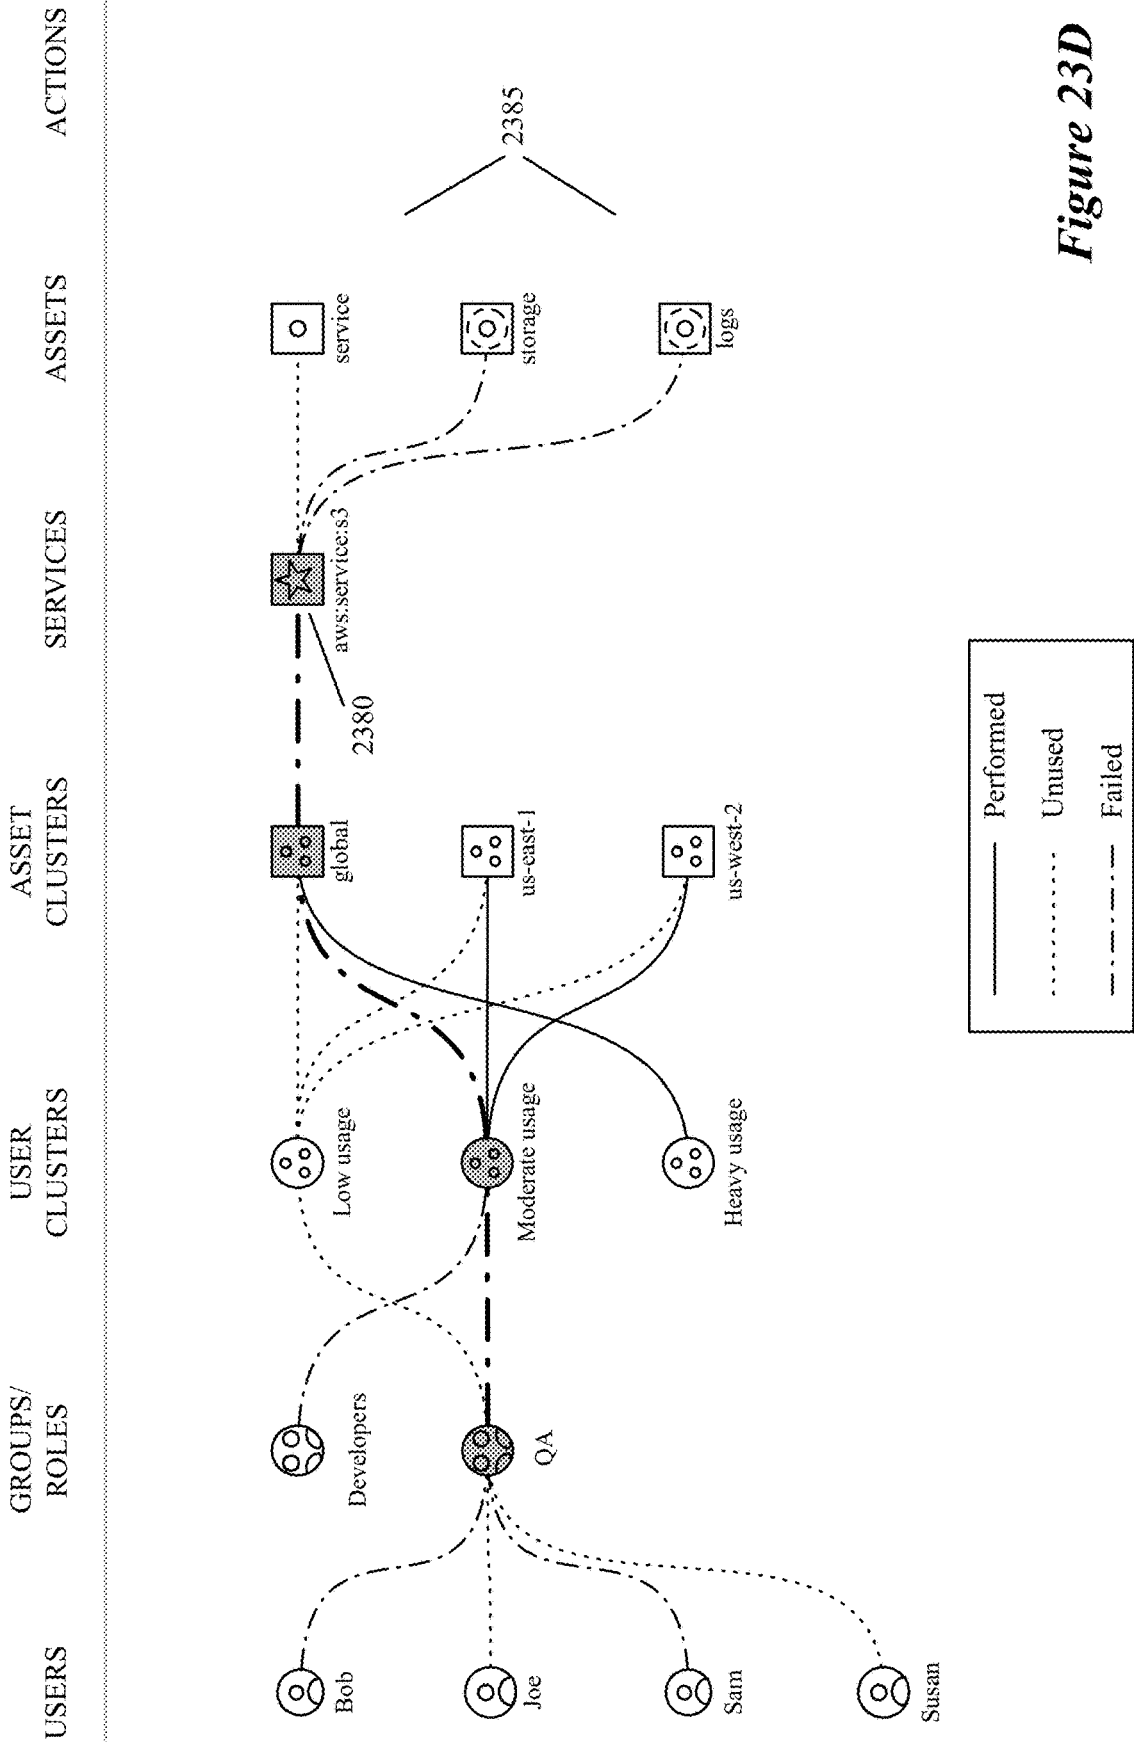 USERS
GROUPS/
ROLES
USER
CLUSTERS
ASSET
CLUSTERS
SERVICES
ASSETS
ACTIONS
Bob
Joe
Sam
Susan
Developers
QA
Low usage
Moderate usage
Heavy usage
global
us-east-1
us-west-2
2380
aws:service:s3
service
storage
logs
2385
Performed
Unused
Failed
Figure 23D